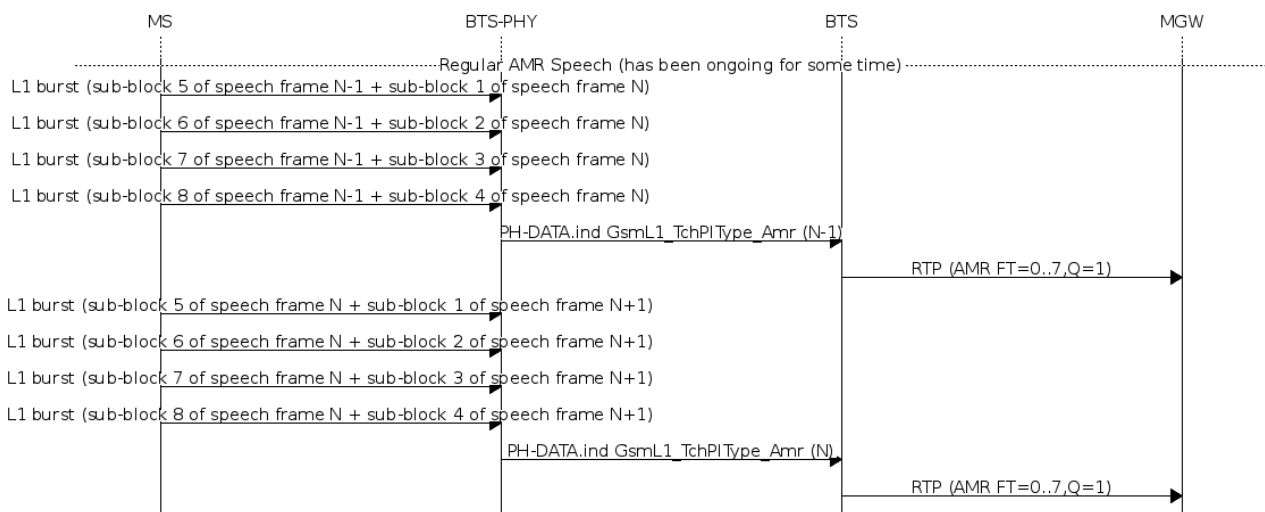 MS BTS-PHY BTS MGW
Regular AMR Speech (has been ongoing for some time)
L1 burst (sub-block 5 of speech frame N-1 + sub-block 1 of speech frame N)
L1 burst (sub-block 6 of speech frame N-1 + sub-block 2 of speech frame N)
L1 burst (sub-block 7 of speech frame N-1 + sub-block 3 of speech frame N)
L1 burst (sub-block 8 of speech frame N-1 + sub-block 4 of speech frame N)
PH-DATA.ind GsmL1_TchPlType_Amr (N-1)
RTP (AMR FT=0..7,Q=1)
L1 burst (sub-block 5 of speech frame N + sub-block 1 of speech frame N+1)
L1 burst (sub-block 6 of speech frame N + sub-block 2 of speech frame N+1)
L1 burst (sub-block 7 of speech frame N + sub-block 3 of speech frame N+1)
L1 burst (sub-block 8 of speech frame N + sub-block 4 of speech frame N+1)
PH-DATA.ind GsmL1_TchPlType_Amr (N)
RTP (AMR FT=0..7,Q=1)